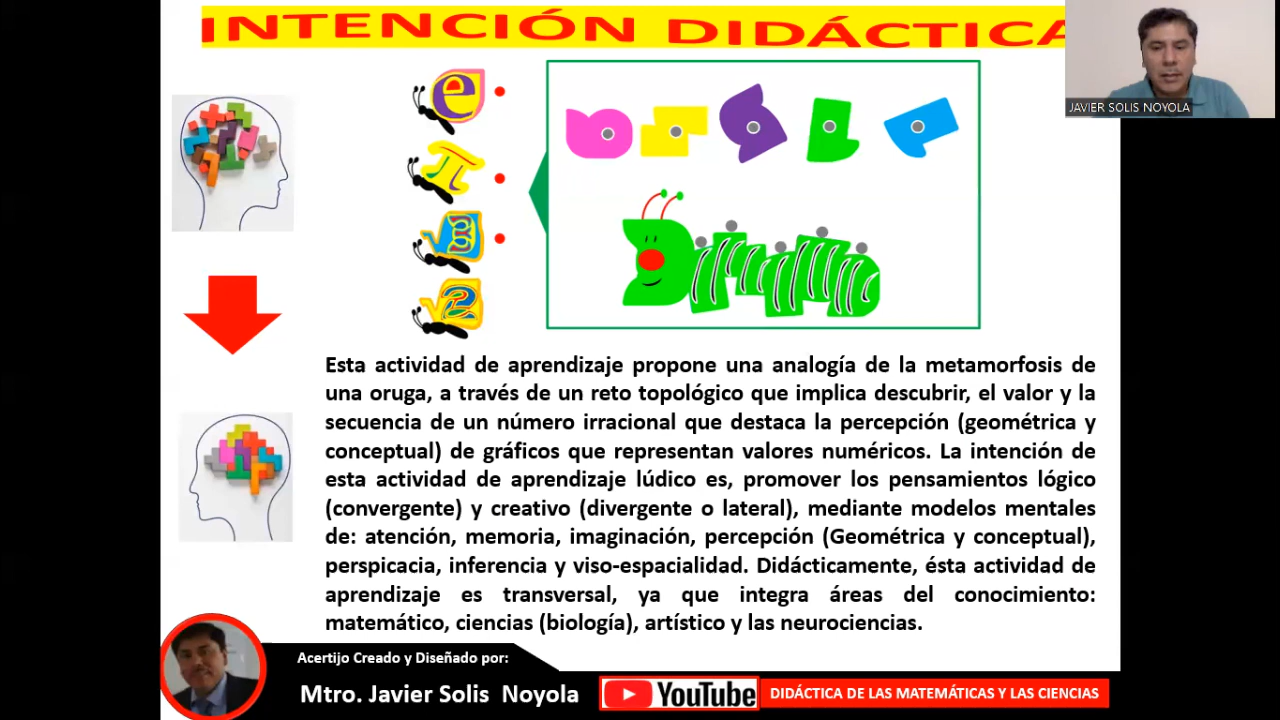 INTENCIÓN DIDÁCTICA
JAVIER SOLIS NOYOLA
e
π
Esta actividad de aprendizaje propone una analogía de la metamorfosis de
una oruga, a través de un reto topológico que implica descubrir, el valor y la
secuencia de un número irracional que destaca la percepción (geométrica y
conceptual) de gráficos que representan valores numéricos. La intención de
esta actividad de aprendizaje lúdico es, promover los pensamientos lógico
(convergente) y creativo (divergente o lateral), mediante modelos mentales
de: atención, memoria, imaginación, percepción (Geométrica y conceptual),
perspicacia, inferencia y viso-espacialidad. Didácticamente, ésta actividad de
aprendizaje es transversal, ya que integra áreas del conocimiento:
matemático, ciencias (biología), artístico y las neurociencias.
Acertijo Creado y Diseñado por:
Mtro. Javier Solis Noyola
YouTube
DIDÁCTICA DE LAS MATEMÁTICAS Y LAS CIENCIAS